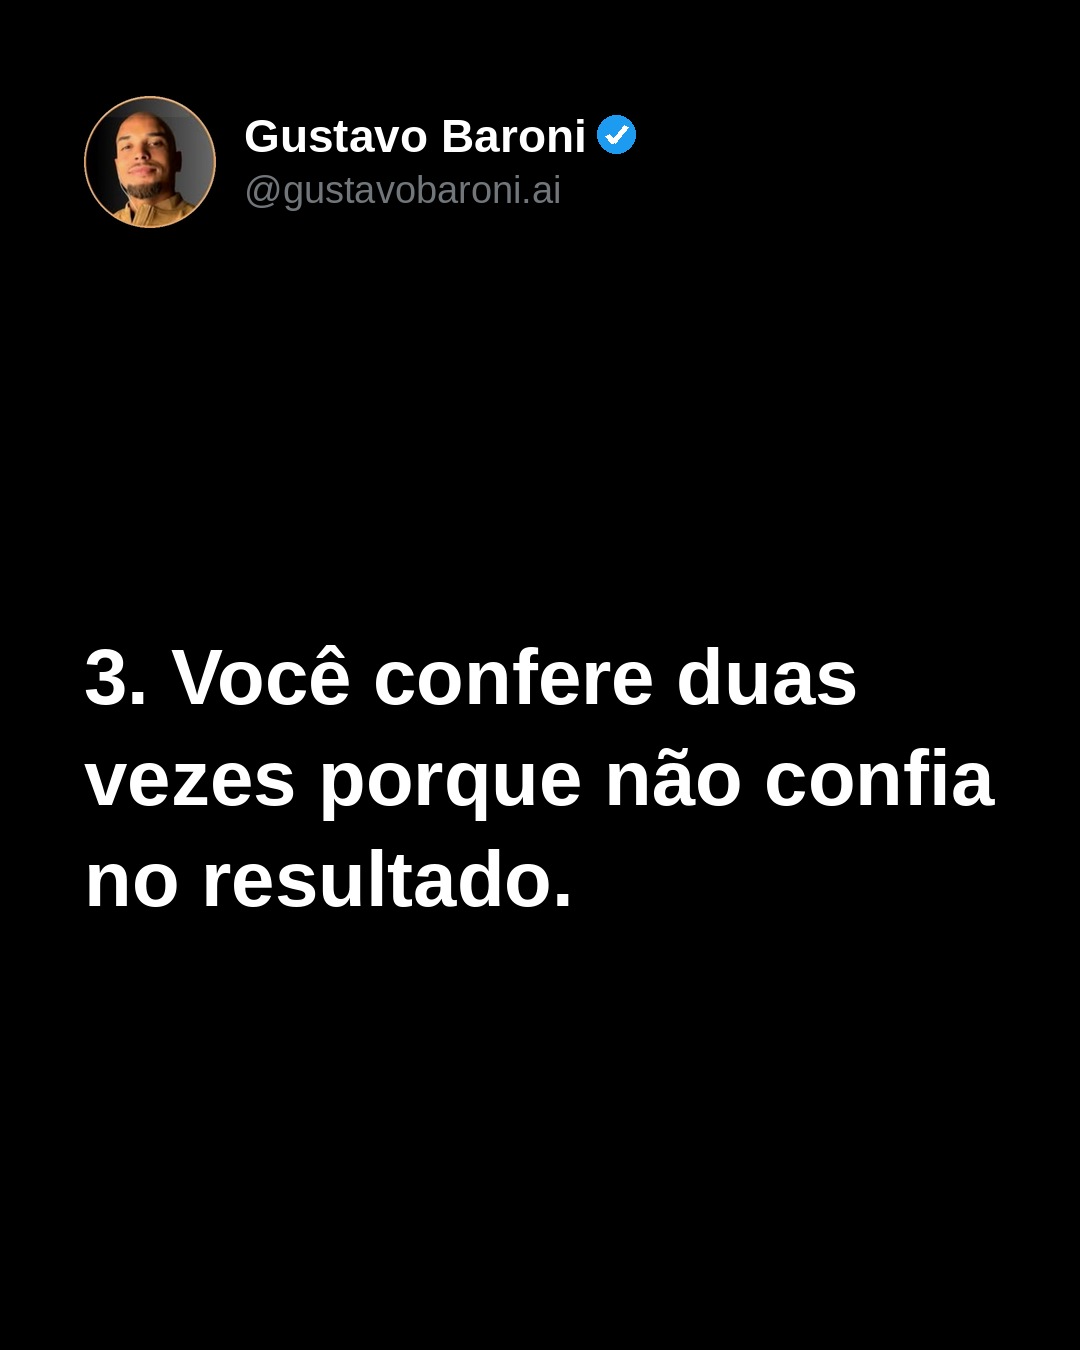 Gustavo Baroni
@gustavobaroni.ai
3. Você confere duas
vezes porque não confia
no resultado.